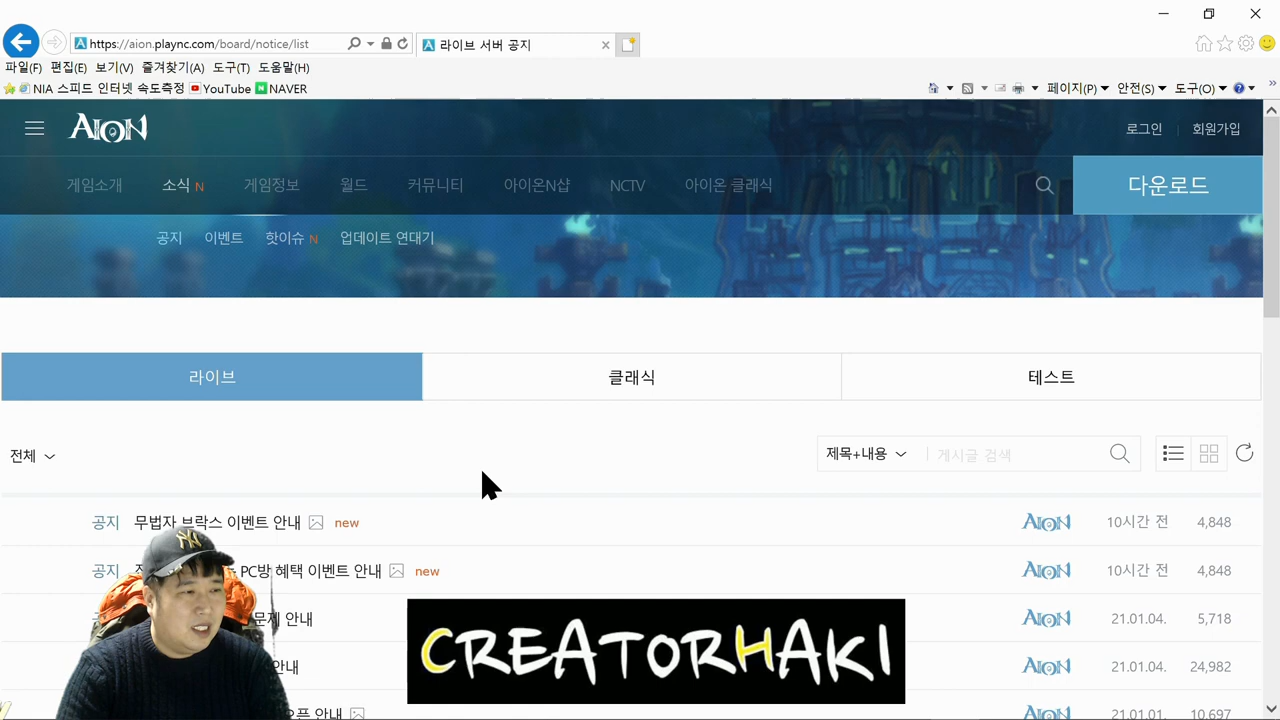 https://aion.plaync.com/board/notice/list
라이브 서버 공지
파일(F) 편집(E) 보기(V) 즐겨찾기(A) 도구(T) 도움말(H)
NIA 스피드 인터넷 속도측정 YouTube NAVER
페이지(P) 안전(S) 도구(O)
AION
로그인 회원가입
게임소개 소식 N 게임정보 월드 커뮤니티 아이온N샵 NCTV 아이온 클래식
다운로드
공지 이벤트 핫이슈 N 업데이트 연대기
라이브 클래식 테스트
전체
제목+내용 게시글 검색
공지 무법자 브락스 이벤트 안내 new AION 10시간 전 4,848
공지 PC방 혜택 이벤트 안내 new AION 10시간 전 4,848
문제 안내 AION 21.01.04. 5,718
안내 AION 21.01.04. 24,982
오픈 안내 AION 21.01.01. 10,697
NY
CREATORHAKI